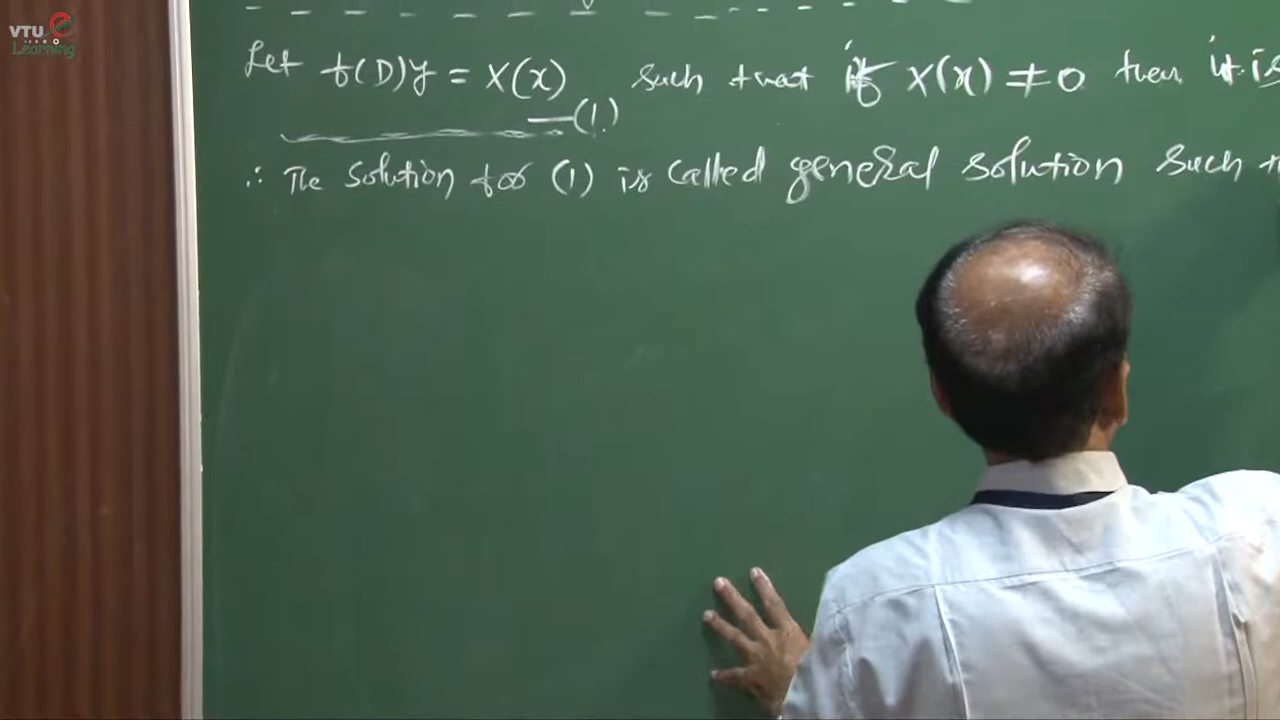 VTU e
Learning
Let f(D)y = X(x) such that if X(x) ≠ 0 then it is
—(1)
∴ The solution for (1) is called general solution such